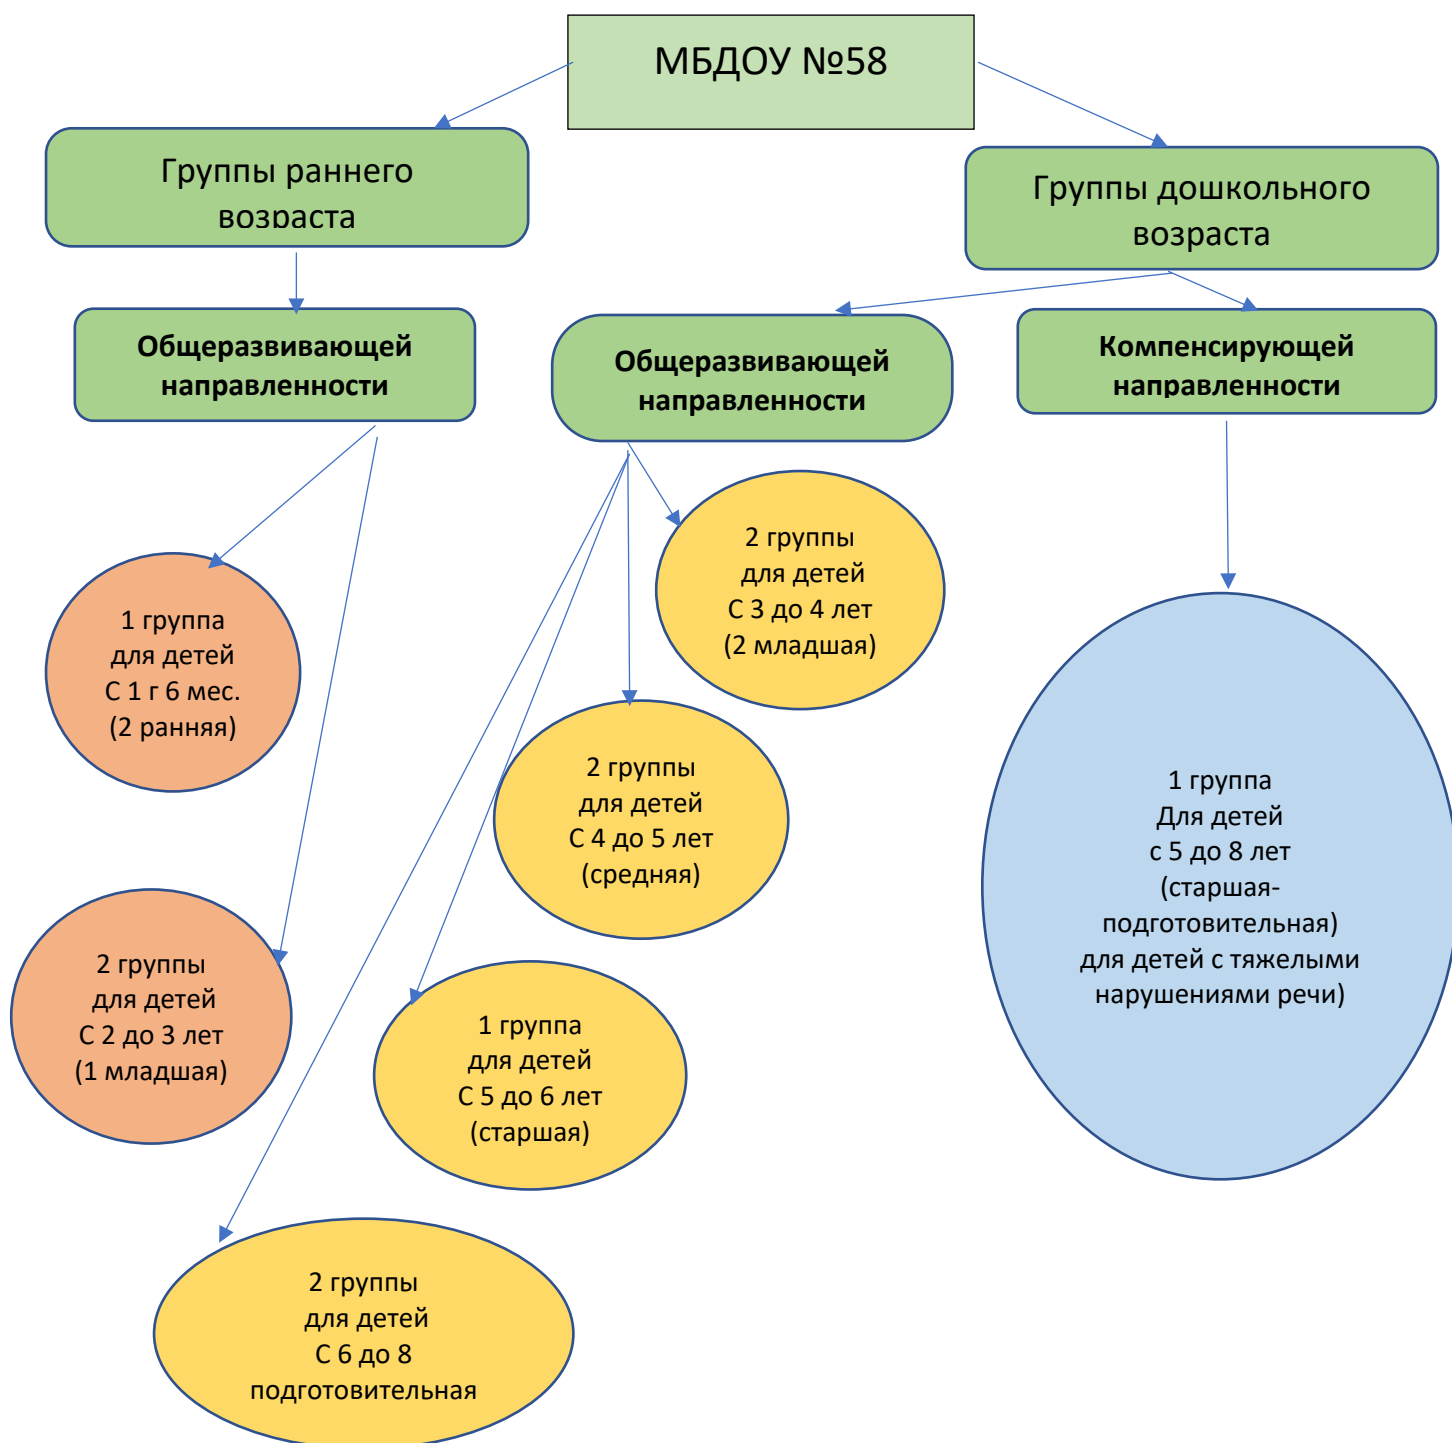 МБДОУ №58
Группы раннего
возраста
Группы дошкольного
возраста
Общеразвивающей
направленности
Общеразвивающей
направленности
Компенсирующей
направленности
2 группы
для детей
С 3 до 4 лет
(2 младшая)
1 группа
для детей
С 1 г 6 мес.
(2 ранняя)
2 группы
для детей
С 4 до 5 лет
(средняя)
1 группа
Для детей
с 5 до 8 лет
(старшая-
подготовительная)
для детей с тяжелыми
нарушениями речи)
2 группы
для детей
С 2 до 3 лет
(1 младшая)
1 группа
для детей
С 5 до 6 лет
(старшая)
2 группы
для детей
С 6 до 8
подготовительная